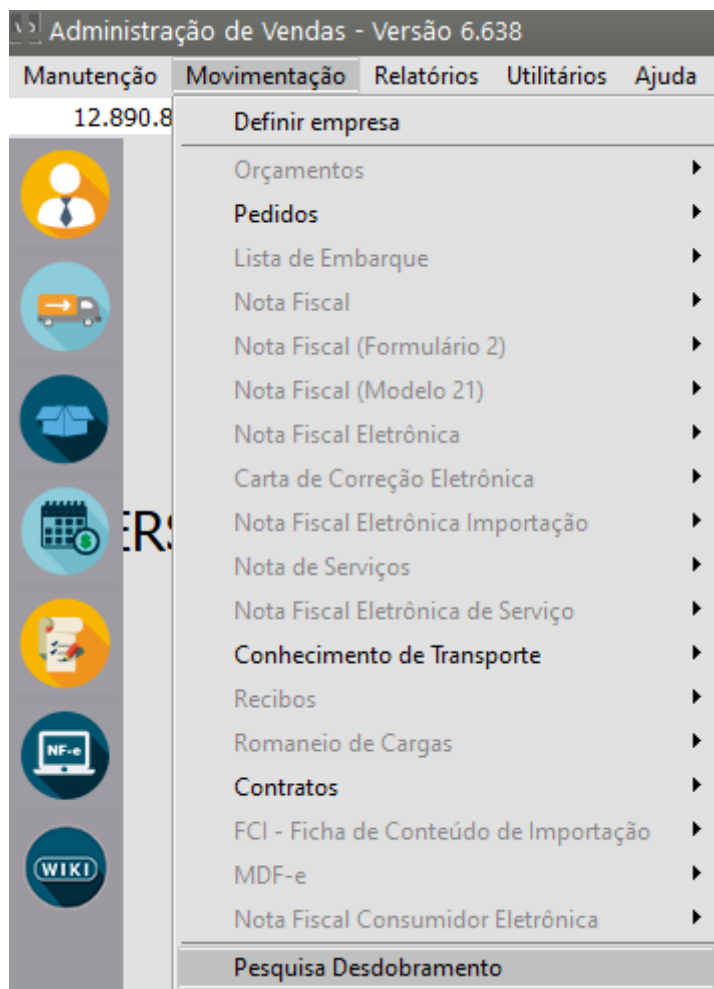 Administração de Vendas - Versão 6.638
Manutenção Movimentação Relatórios Utilitários Ajuda
12.890.8
Definir empresa
Orçamentos
Pedidos
Lista de Embarque
Nota Fiscal
Nota Fiscal (Formulário 2)
Nota Fiscal (Modelo 21)
Nota Fiscal Eletrônica
Carta de Correção Eletrônica
Nota Fiscal Eletrônica Importação
Nota de Serviços
Nota Fiscal Eletrônica de Serviço
Conhecimento de Transporte
Recibos
Romaneio de Cargas
Contratos
FCI - Ficha de Conteúdo de Importação
MDF-e
Nota Fiscal Consumidor Eletrônica
Pesquisa Desdobramento
$
NF-e
WIKI